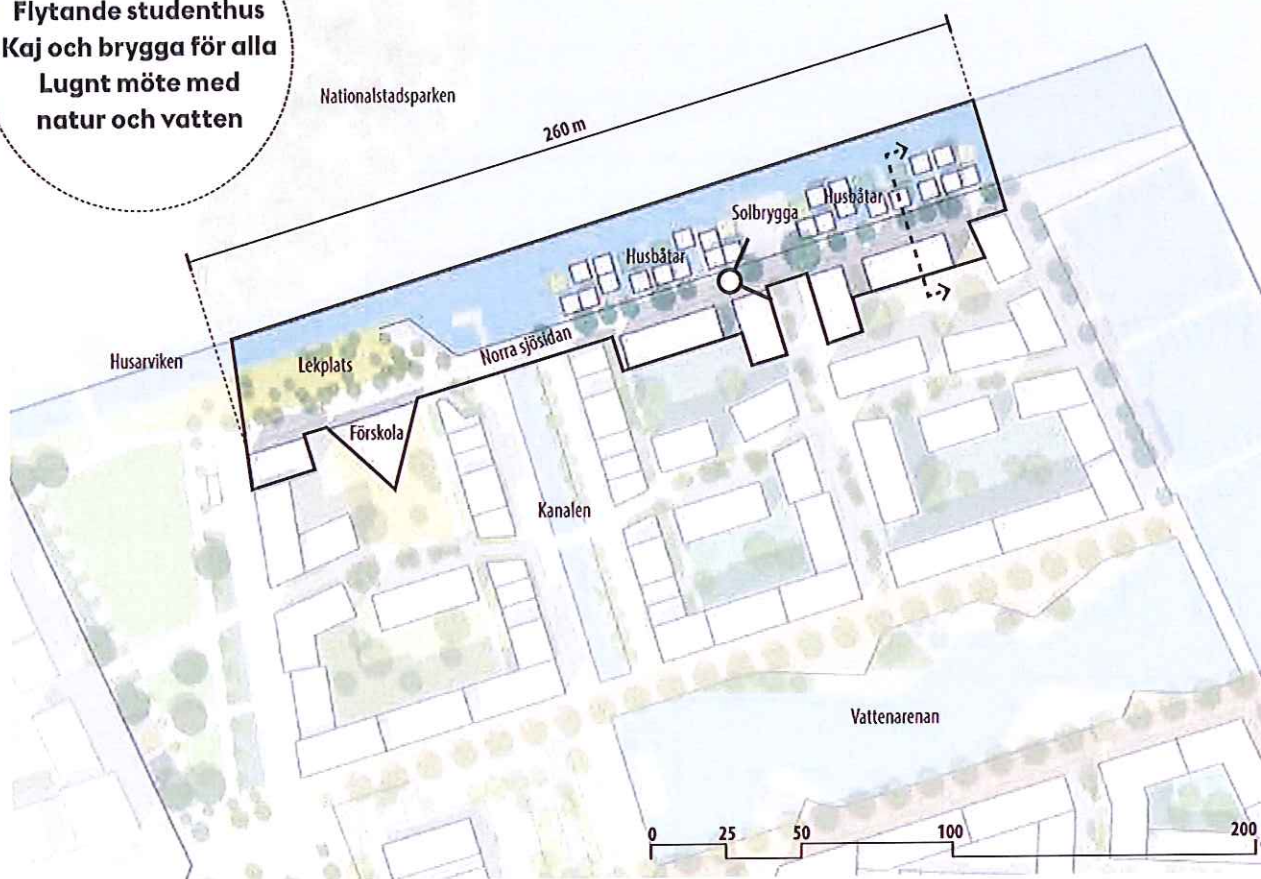 Flytande studenthus
Kaj och brygga för alla
Lugnt möte med
natur och vatten
Nationalstadsparken
260 m
Solbrygga
Husbåtar
Husbåtar
Husarviken
Lekplats
Norra sjösidan
Förskola
Kanalen
Vattenarenan
0 25 50 100 200